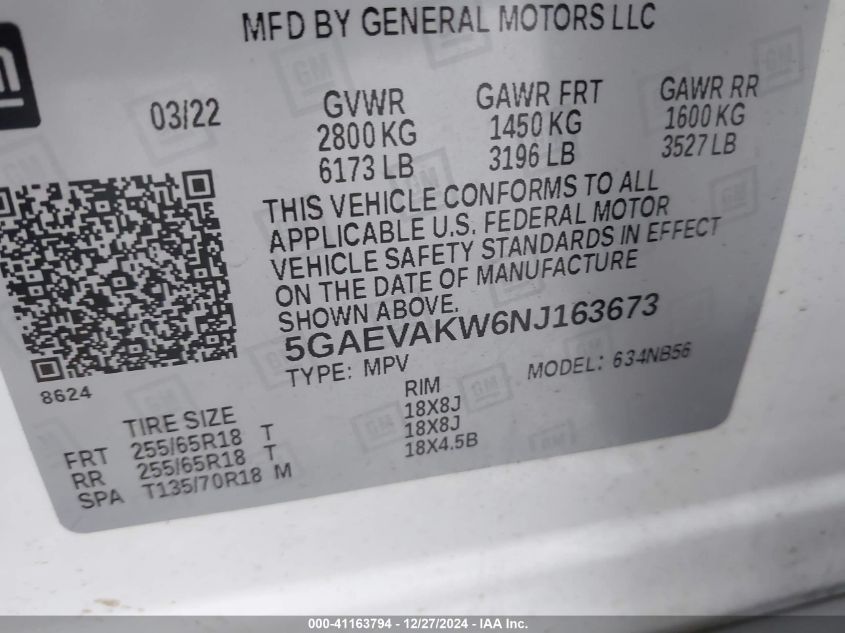 MFD BY GENERAL MOTORS LLC
03/22
GVWR GAWR FRT GAWR RR
2800 KG 1450 KG 1600 KG
6173 LB 3196 LB 3527 LB
THIS VEHICLE CONFORMS TO ALL
APPLICABLE U.S. FEDERAL MOTOR
VEHICLE SAFETY STANDARDS IN EFFECT
ON THE DATE OF MANUFACTURE
SHOWN ABOVE.
5GAEVAKW6NJ163673
TYPE: MPV MODEL: 634NB56
8624
TIRE SIZE RIM
FRT 255/65R18 T 18X8J
RR 255/65R18 T 18X8J
SPA T135/70R18 M 18X4.5B
000-41163794 - 12/27/2024 - IAA Inc.